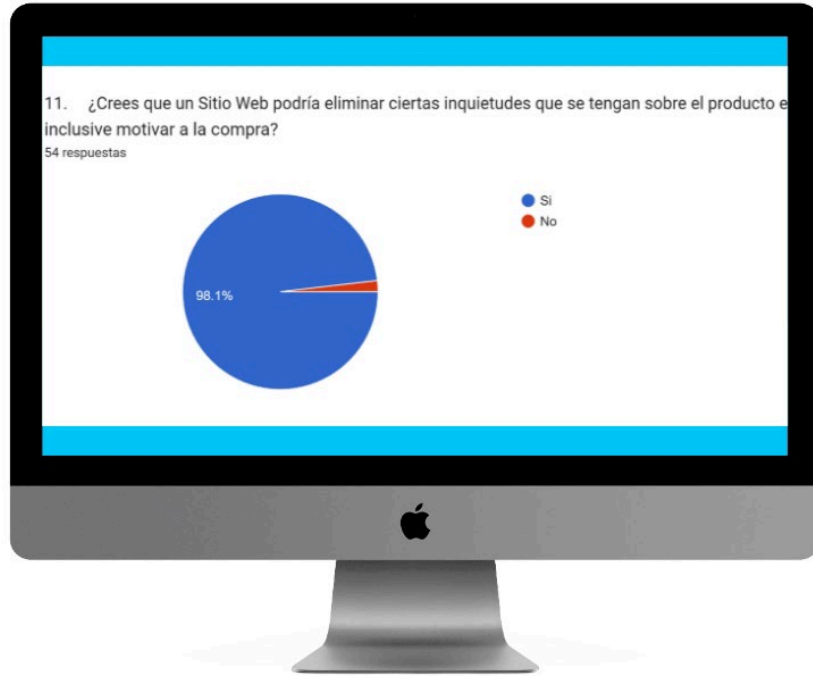 11. ¿Crees que un Sitio Web podría eliminar ciertas inquietudes que se tengan sobre el producto e
inclusive motivar a la compra?
54 respuestas
Si
No
98.1%